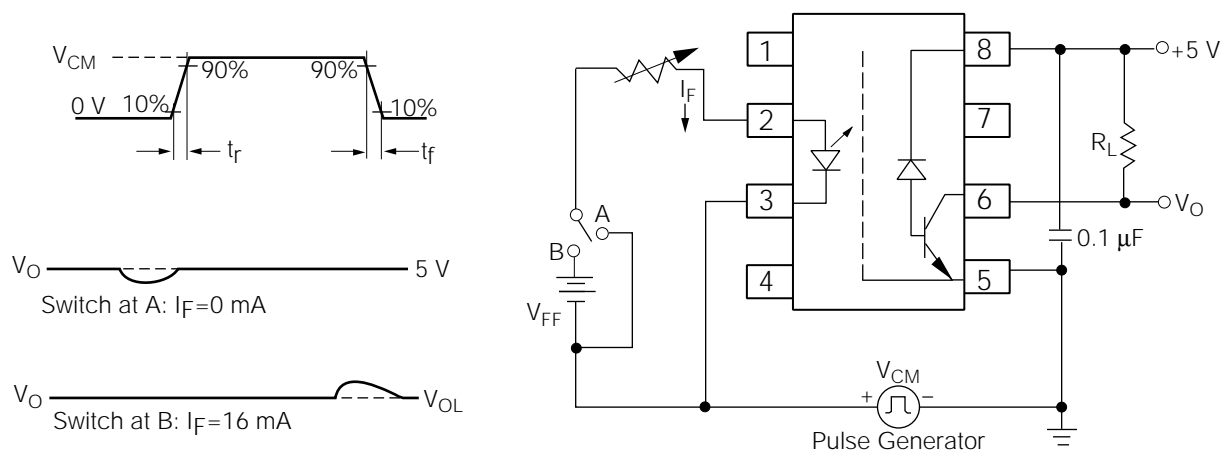 VCM
90% 90%
0 V 10% 10%
tr tf
VO 5 V
Switch at A: IF=0 mA
VO VOL
Switch at B: IF=16 mA
IF
A
B
VFF
1
2
3
4
8
7
6
5
+5 V
RL
VO
0.1 μF
VCM
+ −
Pulse Generator